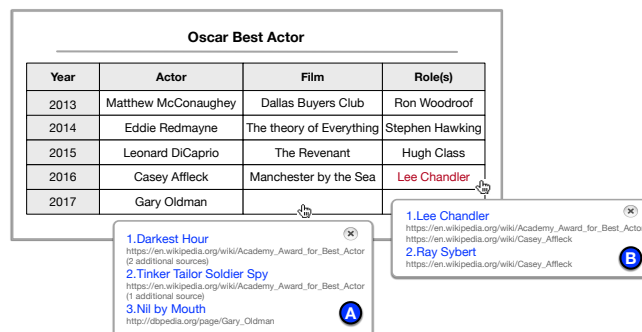 Oscar Best Actor
Year Actor Film Role(s)
2013 Matthew McConaughey Dallas Buyers Club Ron Woodroof
2014 Eddie Redmayne The theory of Everything Stephen Hawking
2015 Leonard DiCaprio The Revenant Hugh Class
2016 Casey Affleck Manchester by the Sea Lee Chandler
2017 Gary Oldman
1.Darkest Hour
https://en.wikipedia.org/wiki/Academy_Award_for_Best_Actor
(2 additional sources)
2.Tinker Tailor Soldier Spy
https://en.wikipedia.org/wiki/Academy_Award_for_Best_Actor
(1 additional source)
3.Nil by Mouth
http://dbpedia.org/page/Gary_Oldman
A
1.Lee Chandler
https://en.wikipedia.org/wiki/Academy_Award_for_Best_Actor
https://en.wikipedia.org/wiki/Casey_Affleck
2.Ray Sybert
https://en.wikipedia.org/wiki/Casey_Affleck
B